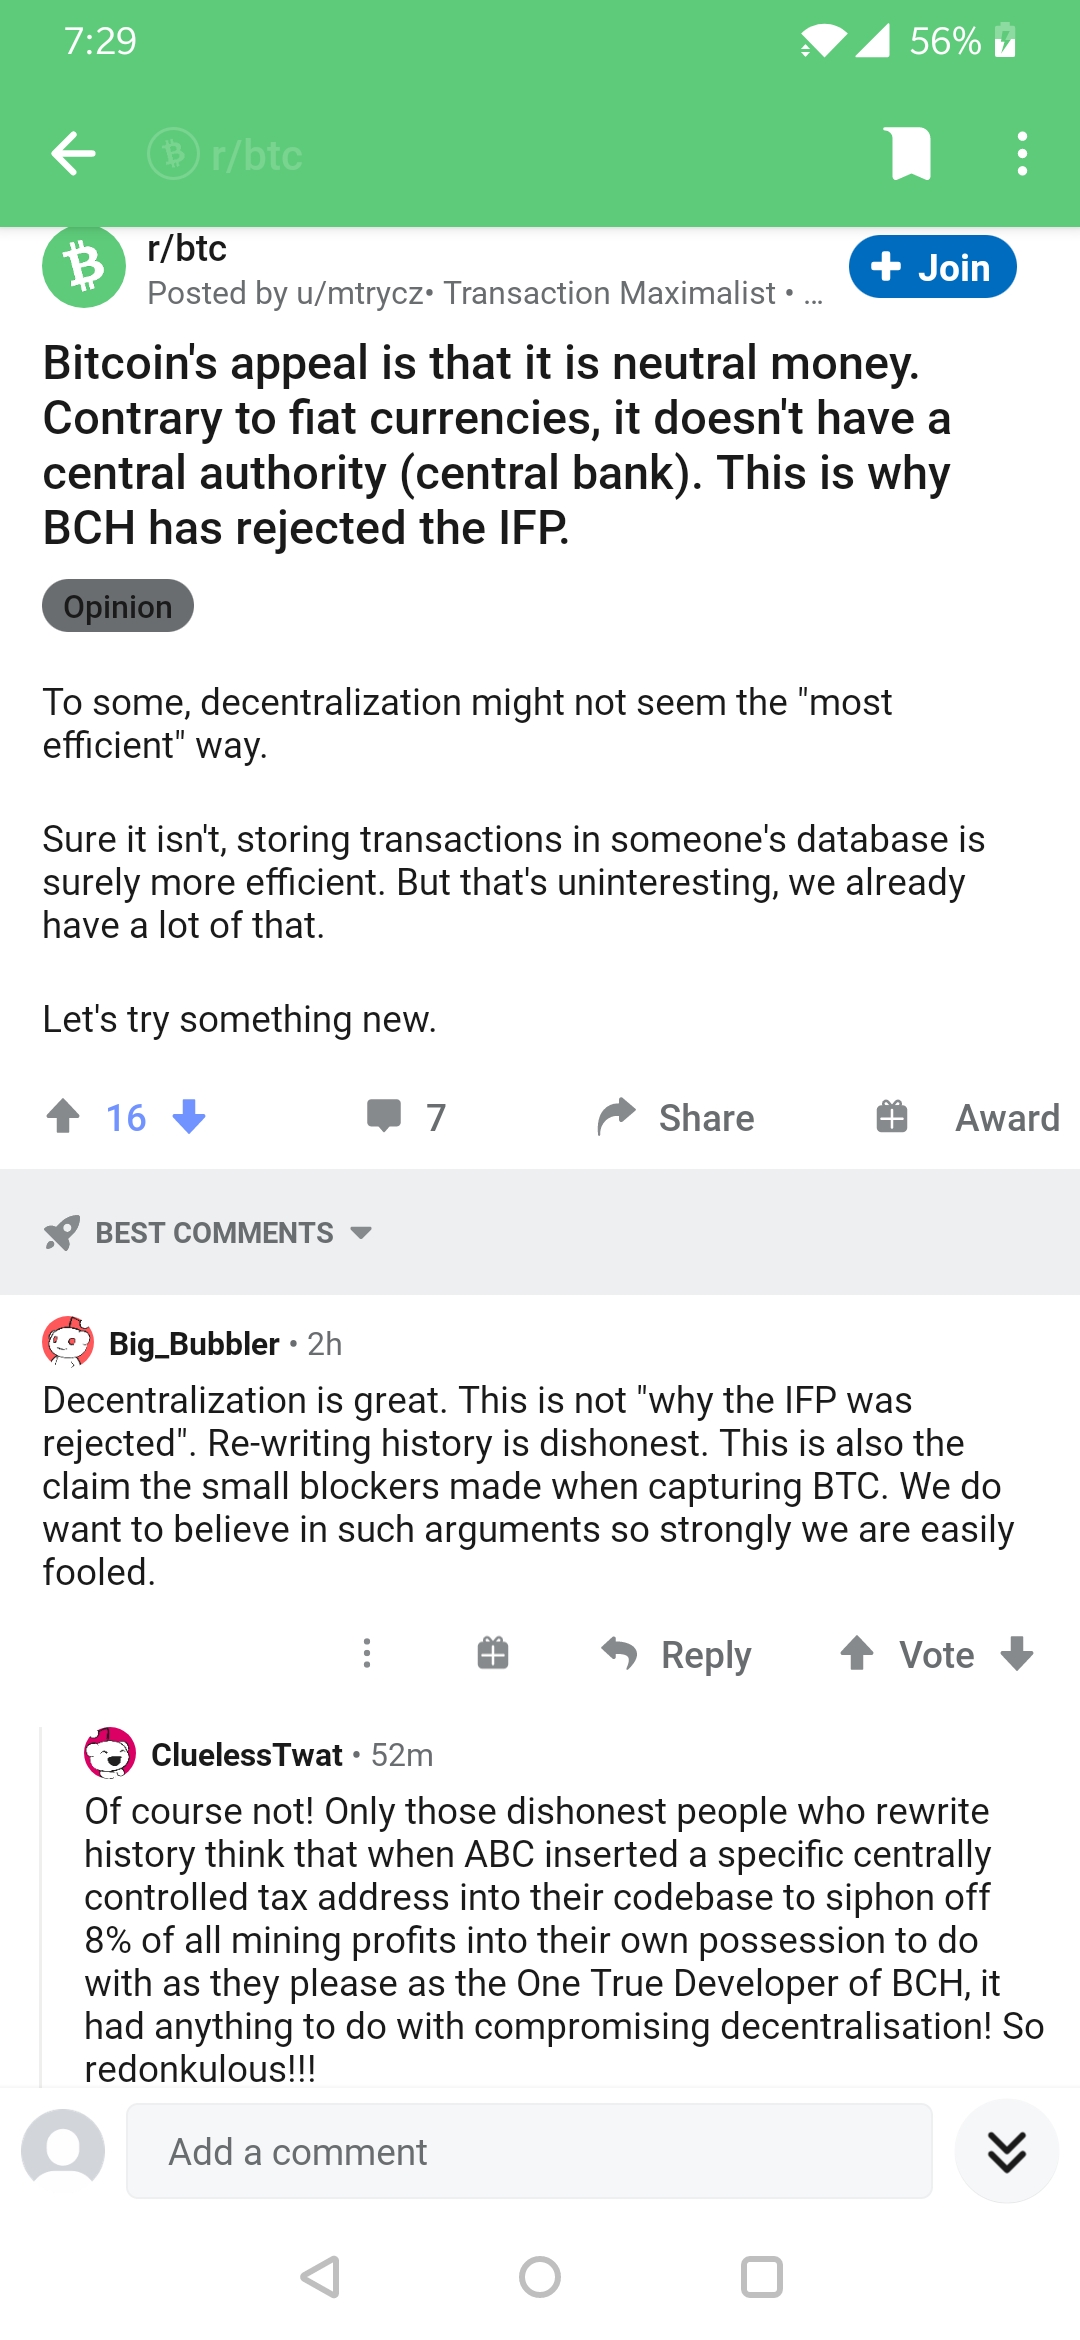 7:29
56%
r/btc
r/btc
Posted by u/mtrycz• Transaction Maximalist • ...
+ Join
Bitcoin's appeal is that it is neutral money.
Contrary to fiat currencies, it doesn't have a
central authority (central bank). This is why
BCH has rejected the IFP.
Opinion
To some, decentralization might not seem the "most
efficient" way.
Sure it isn't, storing transactions in someone's database is
surely more efficient. But that's uninteresting, we already
have a lot of that.
Let's try something new.
16 7 Share Award
BEST COMMENTS
Big_Bubbler • 2h
Decentralization is great. This is not "why the IFP was
rejected". Re-writing history is dishonest. This is also the
claim the small blockers made when capturing BTC. We do
want to believe in such arguments so strongly we are easily
fooled.
Reply Vote
CluelessTwat • 52m
Of course not! Only those dishonest people who rewrite
history think that when ABC inserted a specific centrally
controlled tax address into their codebase to siphon off
8% of all mining profits into their own possession to do
with as they please as the One True Developer of BCH, it
had anything to do with compromising decentralisation! So
redonkulous!!!
Add a comment